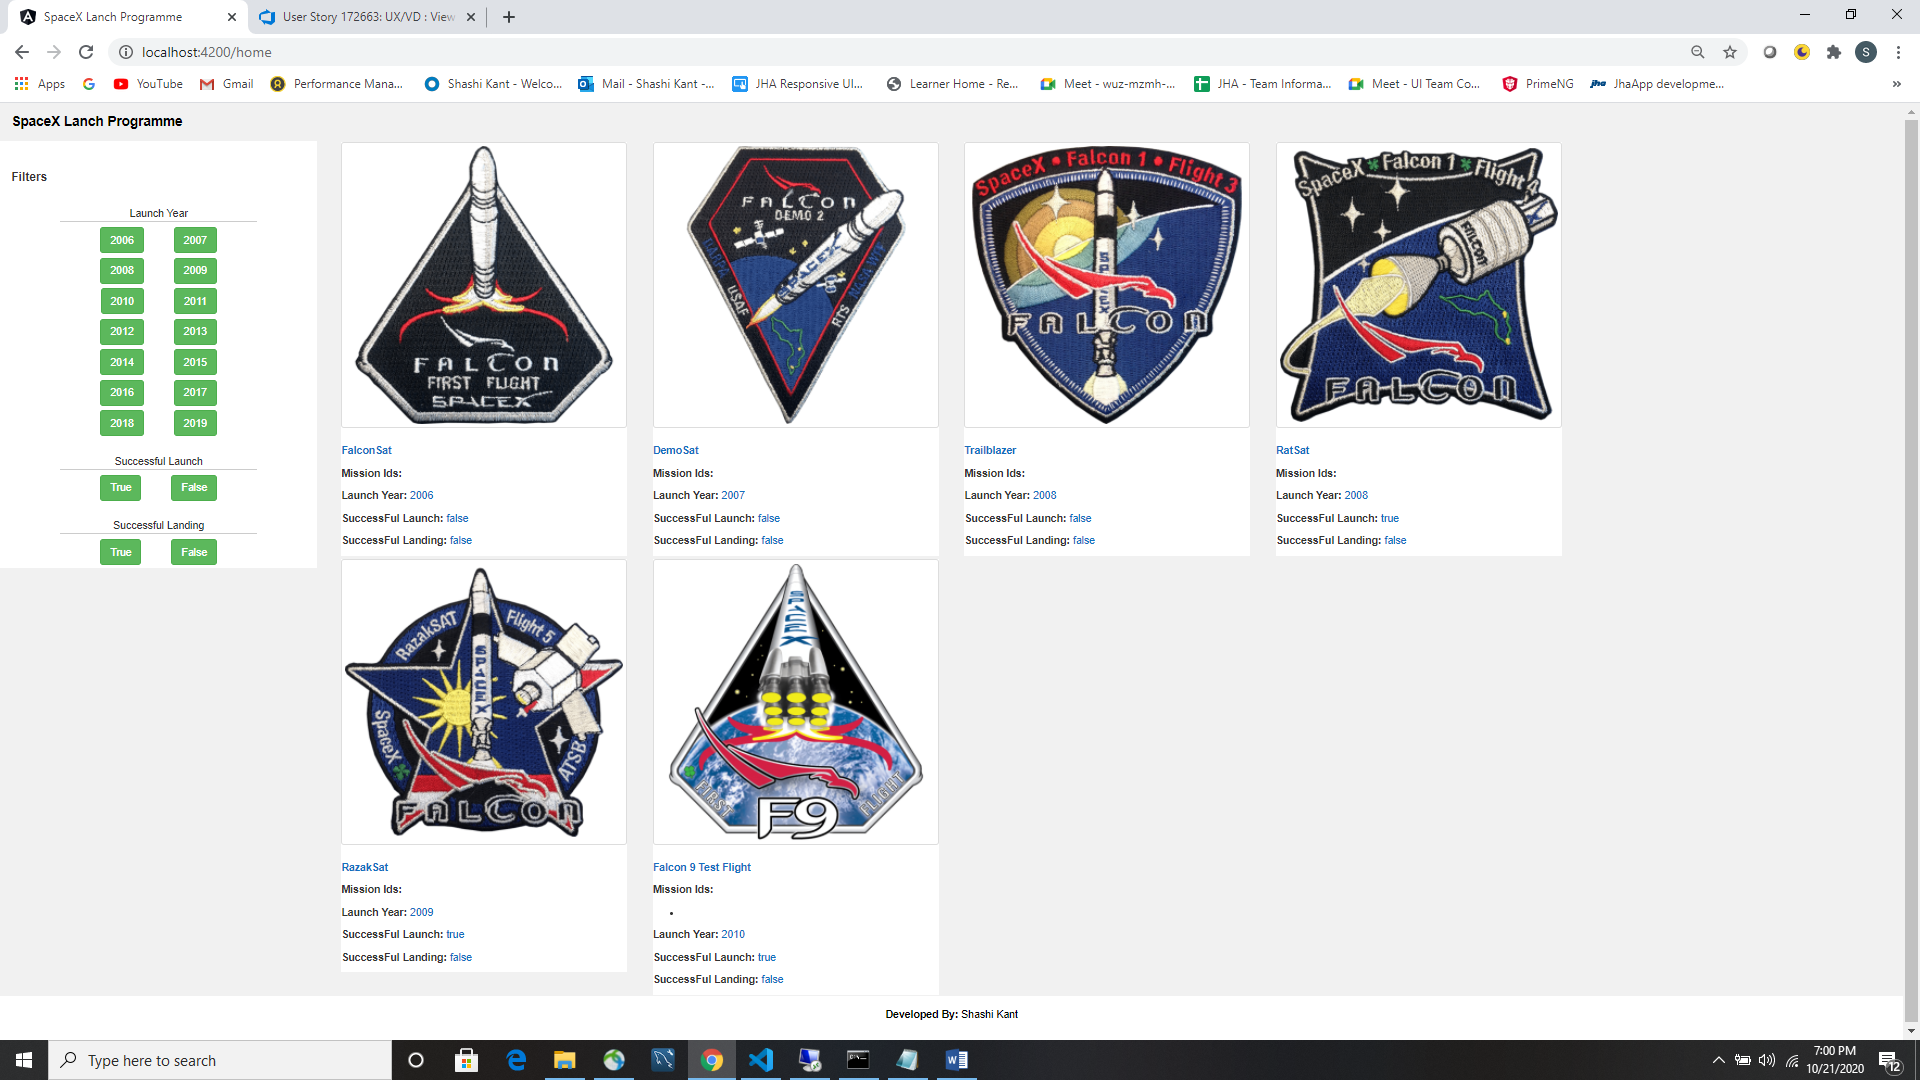 SpaceX Lanch Programme
User Story 172663: UX/VD : View
localhost:4200/home
S
Apps
YouTube
Gmail
Performance Mana...
Shashi Kant - Welco...
Mail - Shashi Kant -...
JHA Responsive UI...
Learner Home - Re...
Meet - wuz-mzmh-...
JHA - Team Informa...
Meet - UI Team Co...
PrimeNG
jha JhaApp developme...
»
SpaceX Lanch Programme
Filters
Launch Year
2006 2007
2008 2009
2010 2011
2012 2013
2014 2015
2016 2017
2018 2019
Successful Launch
True False
Successful Landing
True False
FALCON
FIRST FLIGHT
SPACEX
FalconSat
Mission Ids:
Launch Year: 2006
SuccessFul Launch: false
SuccessFul Landing: false
FALCON
DEMO 2
SPACEX
USAF
RTS
DemoSat
Mission Ids:
Launch Year: 2007
SuccessFul Launch: false
SuccessFul Landing: false
SpaceX • Falcon 1 • Flight 3
SPACEX
FALCON
Trailblazer
Mission Ids:
Launch Year: 2008
SuccessFul Launch: false
SuccessFul Landing: false
SpaceX Falcon 1 Flight 4
FALCON
FALCON
RatSat
Mission Ids:
Launch Year: 2008
SuccessFul Launch: true
SuccessFul Landing: false
RazakSAT
Flight 5
SPACEX
SpaceX
ATSB
FALCON
RazakSat
Mission Ids:
Launch Year: 2009
SuccessFul Launch: true
SuccessFul Landing: false
SPACEX
FIRST FLIGHT
F9
Falcon 9 Test Flight
Mission Ids:
•
Launch Year: 2010
SuccessFul Launch: true
SuccessFul Landing: false
Developed By: Shashi Kant
Type here to search
7:00 PM
10/21/2020
12